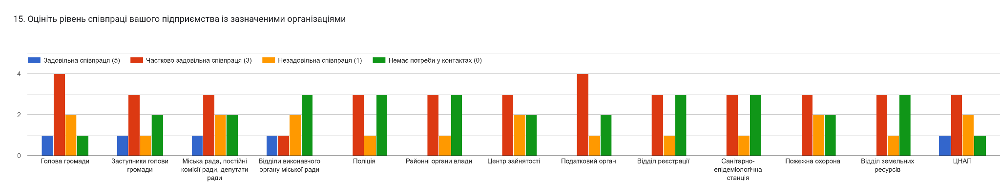 15. Оцініть рівень співпраці вашого підприємства із зазначеними організаціями
Задовільна співпраця (5)
Частково задовільна співпраця (3)
Незадовільна співпраця (1)
Немає потреби у контактах (0)
4
2
0
Голова громади
Заступники голови
громади
Міська рада, постійні
комісії ради, депутати
ради
Відділи виконавчого
органу міської ради
Поліція
Районні органи влади
Центр зайнятості
Податковий орган
Відділ реєстрації
Санітарно-
епідеміологічна
станція
Пожежна охорона
Відділ земельних
ресурсів
ЦНАП